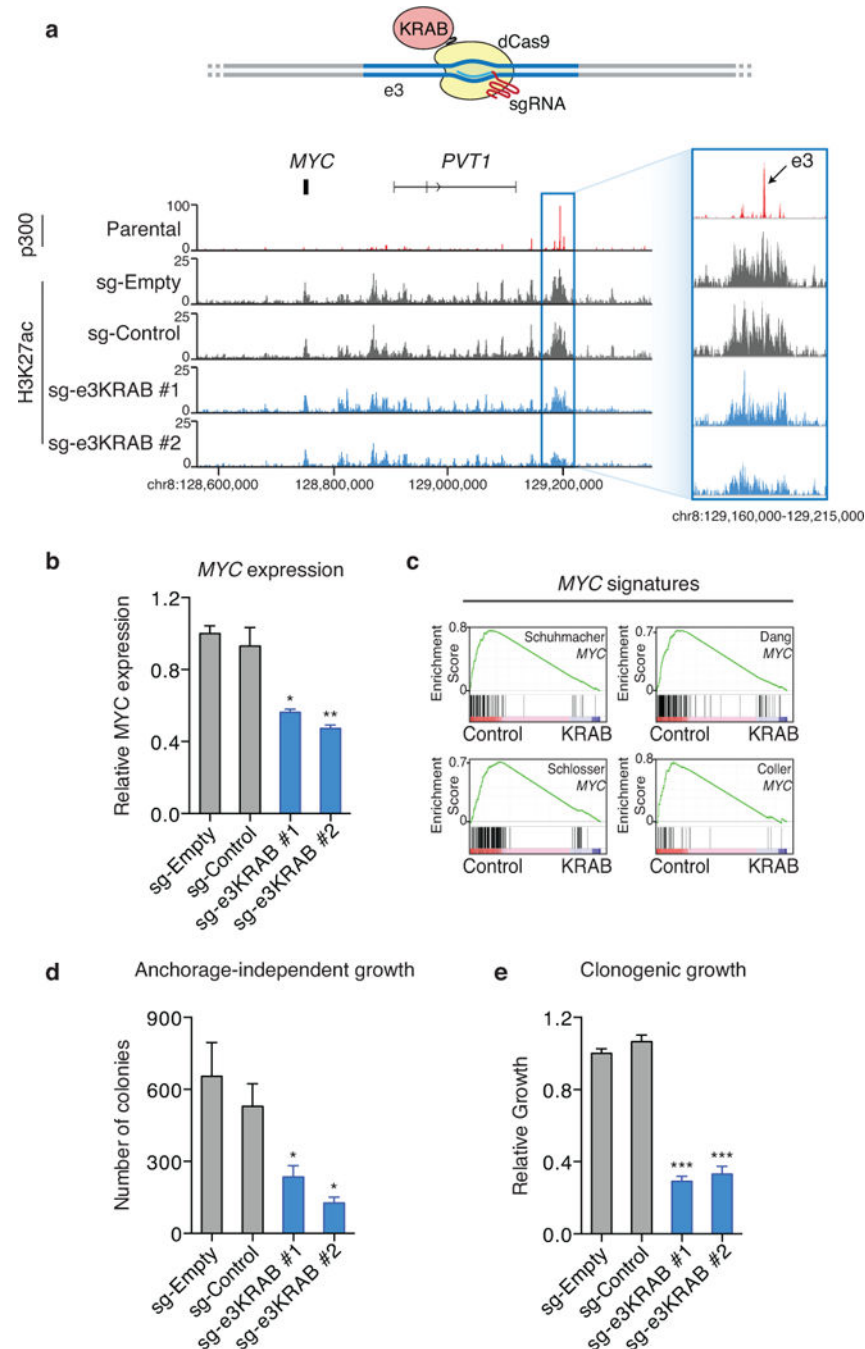 a
KRAB
dCas9
e3
sgRNA
MYC
PVT1
e3
p300
Parental
100
0
H3K27ac
sg-Empty
25
0
sg-Control
25
0
sg-e3KRAB #1
25
0
sg-e3KRAB #2
25
0
chr8:128,600,000
128,800,000
129,000,000
129,200,000
chr8:129,160,000-129,215,000
b
MYC expression
Relative MYC expression
1.2
0.8
0.4
0.0
sg-Empty
sg-Control
sg-e3KRAB #1
sg-e3KRAB #2
*
**
c
MYC signatures
Enrichment
Score
0.8
0
Schuhmacher
MYC
Control
KRAB
Enrichment
Score
0.7
0
Dang
MYC
Control
KRAB
Enrichment
Score
0.7
0
Schlosser
MYC
Control
KRAB
Enrichment
Score
0.8
0
Coller
MYC
Control
KRAB
d
Anchorage-independent growth
Number of colonies
900
600
300
0
*
*
sg-Empty
sg-Control
sg-e3KRAB #1
sg-e3KRAB #2
e
Clonogenic growth
Relative Growth
1.2
0.8
0.4
0.0
***
***
sg-Empty
sg-Control
sg-e3KRAB #1
sg-e3KRAB #2